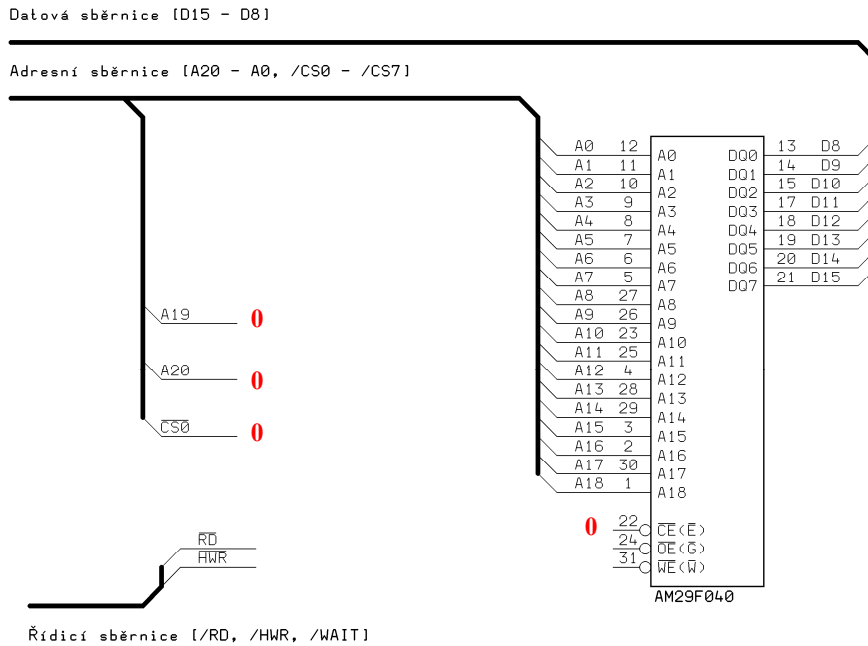 Datová sběrnice [D15 - D8]
Adresní sběrnice [A20 - A0, /CS0 - /CS7]
A0 12 A0 DQ0 13 D8
A1 11 A1 DQ1 14 D9
A2 10 A2 DQ2 15 D10
A3 9 A3 DQ3 17 D11
A4 8 A4 DQ4 18 D12
A5 7 A5 DQ5 19 D13
A6 6 A6 DQ6 20 D14
A7 5 A7 DQ7 21 D15
A8 27 A8
A9 26 A9
A10 23 A10
A11 25 A11
A12 4 A12
A13 28 A13
A14 29 A14
A15 3 A15
A16 2 A16
A17 30 A17
A18 1 A18
A19 0
A20 0
CS0 0
0 22 CE(E)
24 OE(G)
31 WE(W)
AM29F040
RD
HWR
Řídicí sběrnice [/RD, /HWR, /WAIT]